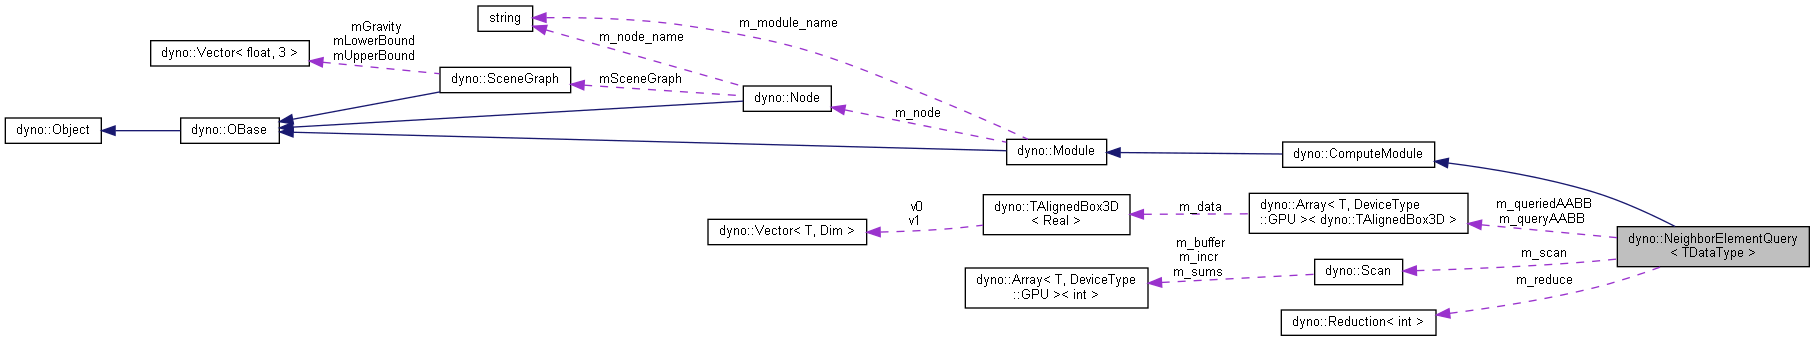 string
m_module_name
mGravity
mLowerBound
mUpperBound
m_node_name
dyno::Vector< float, 3 >
dyno::SceneGraph
mSceneGraph
dyno::Node
m_node
dyno::Object
dyno::OBase
dyno::Module
dyno::ComputeModule
v0
v1
dyno::TAlignedBox3D
< Real >
m_data
dyno::Array< T, DeviceType
::GPU >< dyno::TAlignedBox3D >
m_queriedAABB
m_queryAABB
dyno::Vector< T, Dim >
dyno::NeighborElementQuery
< TDataType >
m_buffer
m_incr
m_sums
m_scan
dyno::Array< T, DeviceType
::GPU >< int >
dyno::Scan
m_reduce
dyno::Reduction< int >